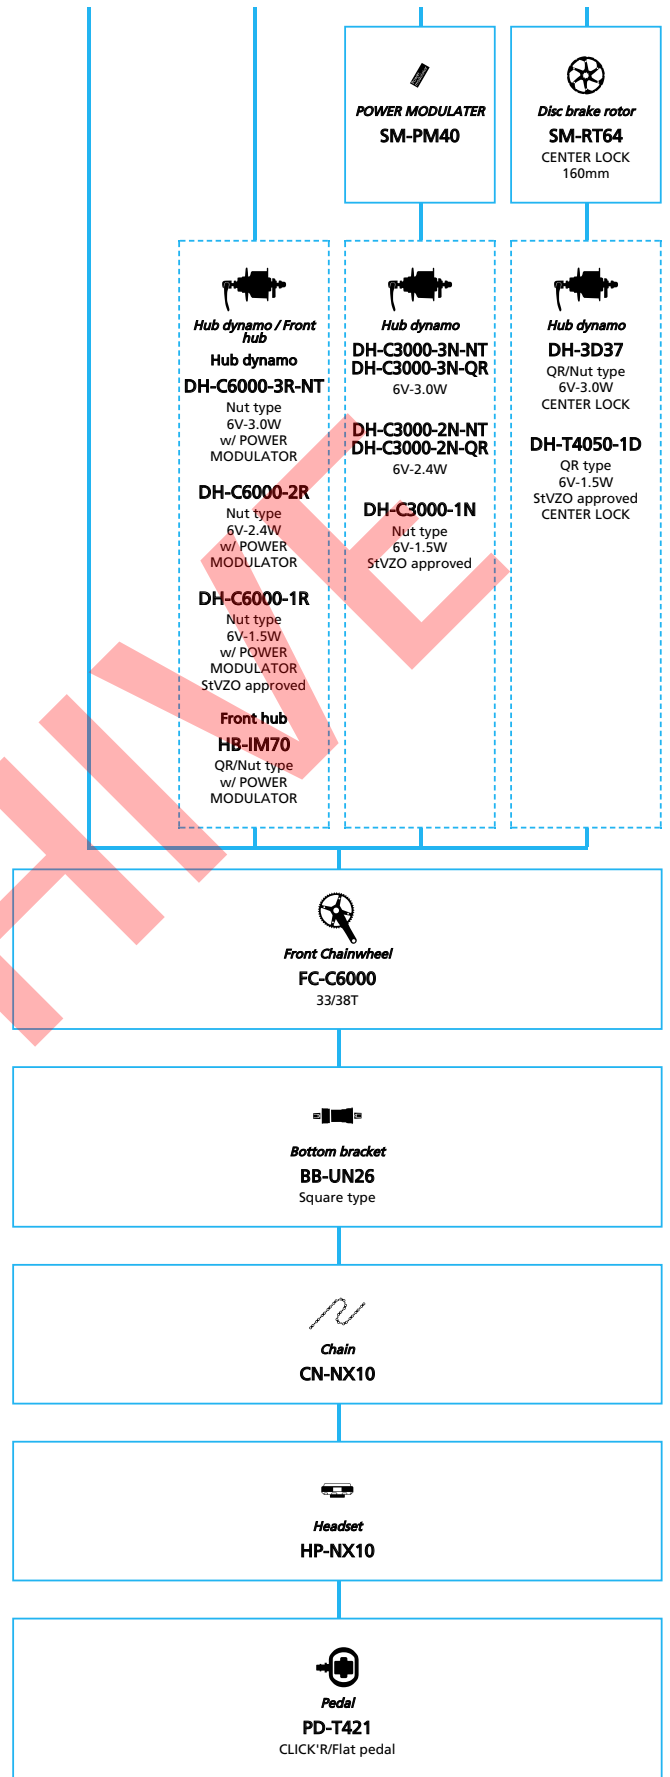 POWER MODULATER
SM-PM40
Disc brake rotor
SM-RT64
CENTER LOCK
160mm
Hub dynamo / Front
hub
Hub dynamo
DH-C6000-3R-NT
Nut type
6V-3.0W
w/ POWER
MODULATOR
DH-C6000-2R
Nut type
6V-2.4W
w/ POWER
MODULATOR
DH-C6000-1R
Nut type
6V-1.5W
w/ POWER
MODULATOR
StVZO approved
Front hub
HB-IM70
QR/Nut type
w/ POWER
MODULATOR
Hub dynamo
DH-C3000-3N-NT
DH-C3000-3N-QR
6V-3.0W
DH-C3000-2N-NT
DH-C3000-2N-QR
6V-2.4W
DH-C3000-1N
Nut type
6V-1.5W
StVZO approved
Hub dynamo
DH-3D37
QR/Nut type
6V-3.0W
CENTER LOCK
DH-T4050-1D
QR type
6V-1.5W
StVZO approved
CENTER LOCK
Front Chainwheel
FC-C6000
33/38T
Bottom bracket
BB-UN26
Square type
Chain
CN-NX10
Headset
HP-NX10
Pedal
PD-T421
CLICK'R/Flat pedal
HIVE